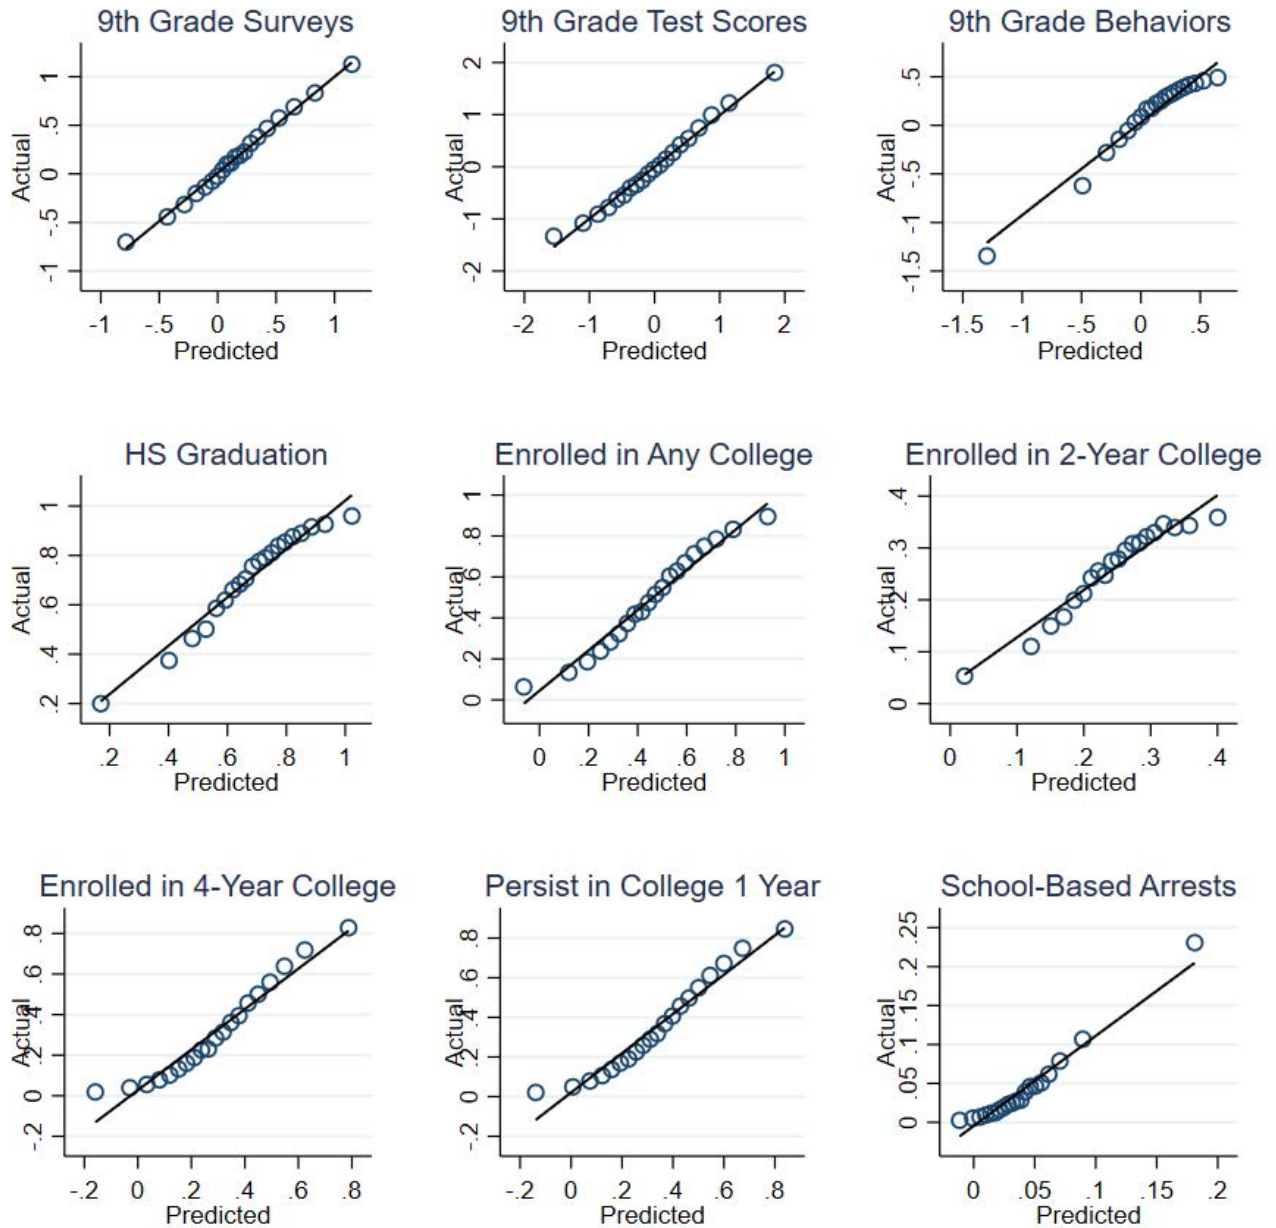 9th Grade Surveys
Actual
1
.5
0
-.5
-1
-1 -.5 0 .5 1
Predicted
9th Grade Test Scores
Actual
2
1
0
-1
-2
-2 -1 0 1 2
Predicted
9th Grade Behaviors
Actual
.5
0
-.5
-1
-1.5
-1.5 -1 -.5 0 .5
Predicted
HS Graduation
Actual
1
.8
.6
.4
.2
.2 .4 .6 .8 1
Predicted
Enrolled in Any College
Actual
1
.8
.6
.4
.2
0
0 .2 .4 .6 .8 1
Predicted
Enrolled in 2-Year College
Actual
.4
.3
.2
.1
0
0 .1 .2 .3 .4
Predicted
Enrolled in 4-Year College
Actual
.8
.6
.4
.2
0
-.2
-.2 0 .2 .4 .6 .8
Predicted
Persist in College 1 Year
Actual
.8
.6
.4
.2
0
-.2
-.2 0 .2 .4 .6 .8
Predicted
School-Based Arrests
Actual
.25
.2
.15
.1
.05
0
0 .05 .1 .15 .2
Predicted